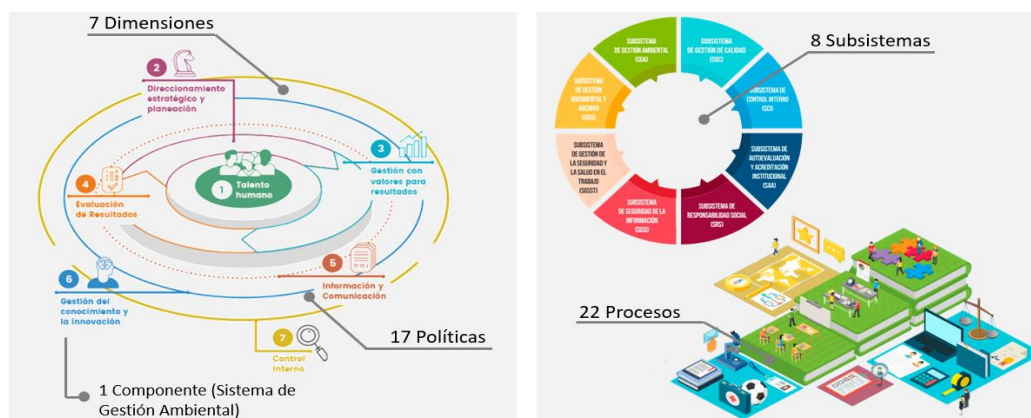 7 Dimensiones
2
Direccionamiento
estratégico y
planeación
3
Gestión con
valores para
resultados
1
Talento
humano
4
Evaluación
de Resultados
5
Información y
Comunicación
6
Gestión del
conocimiento y
la innovación
17 Políticas
7
Control
Interno
1 Componente (Sistema de
Gestión Ambiental)
8 Subsistemas
SUBSISTEMA
DE GESTIÓN AMBIENTAL
(SGA)
SUBSISTEMA
DE GESTIÓN DE CALIDAD
(SGC)
SUBSISTEMA DE
CONTROL INTERNO
(SCI)
SUBSISTEMA DE
AUTOEVALUACIÓN
Y ACREDITACIÓN
INSTITUCIONAL
(SAA)
SUBSISTEMA DE
RESPONSABILIDAD SOCIAL
(SRS)
SUBSISTEMA
DE SEGURIDAD DE LA
INFORMACIÓN
SUBSISTEMA DE
GESTIÓN DE
LA SEGURIDAD Y
LA SALUD EN EL
TRABAJO
(SGSST)
SUBSISTEMA
DE GESTIÓN
DOCUMENTAL Y
ARCHIVO
22 Procesos